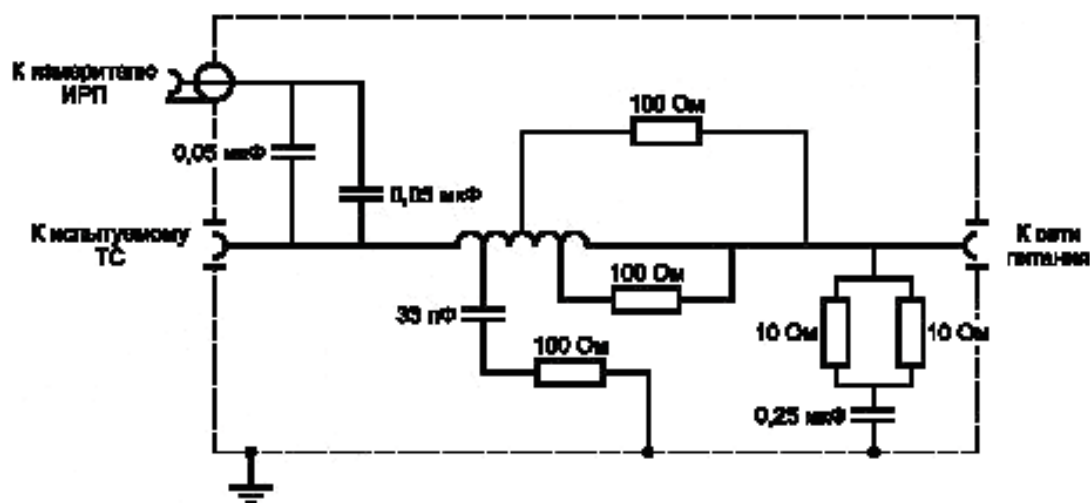 К измерителю
ИРП
100 Ом
0,05 мкФ
0,05 мкФ
К испытуемому
ТС
К сети
питания
100 Ом
33 пФ
100 Ом
10 Ом
10 Ом
0,25 мкФ